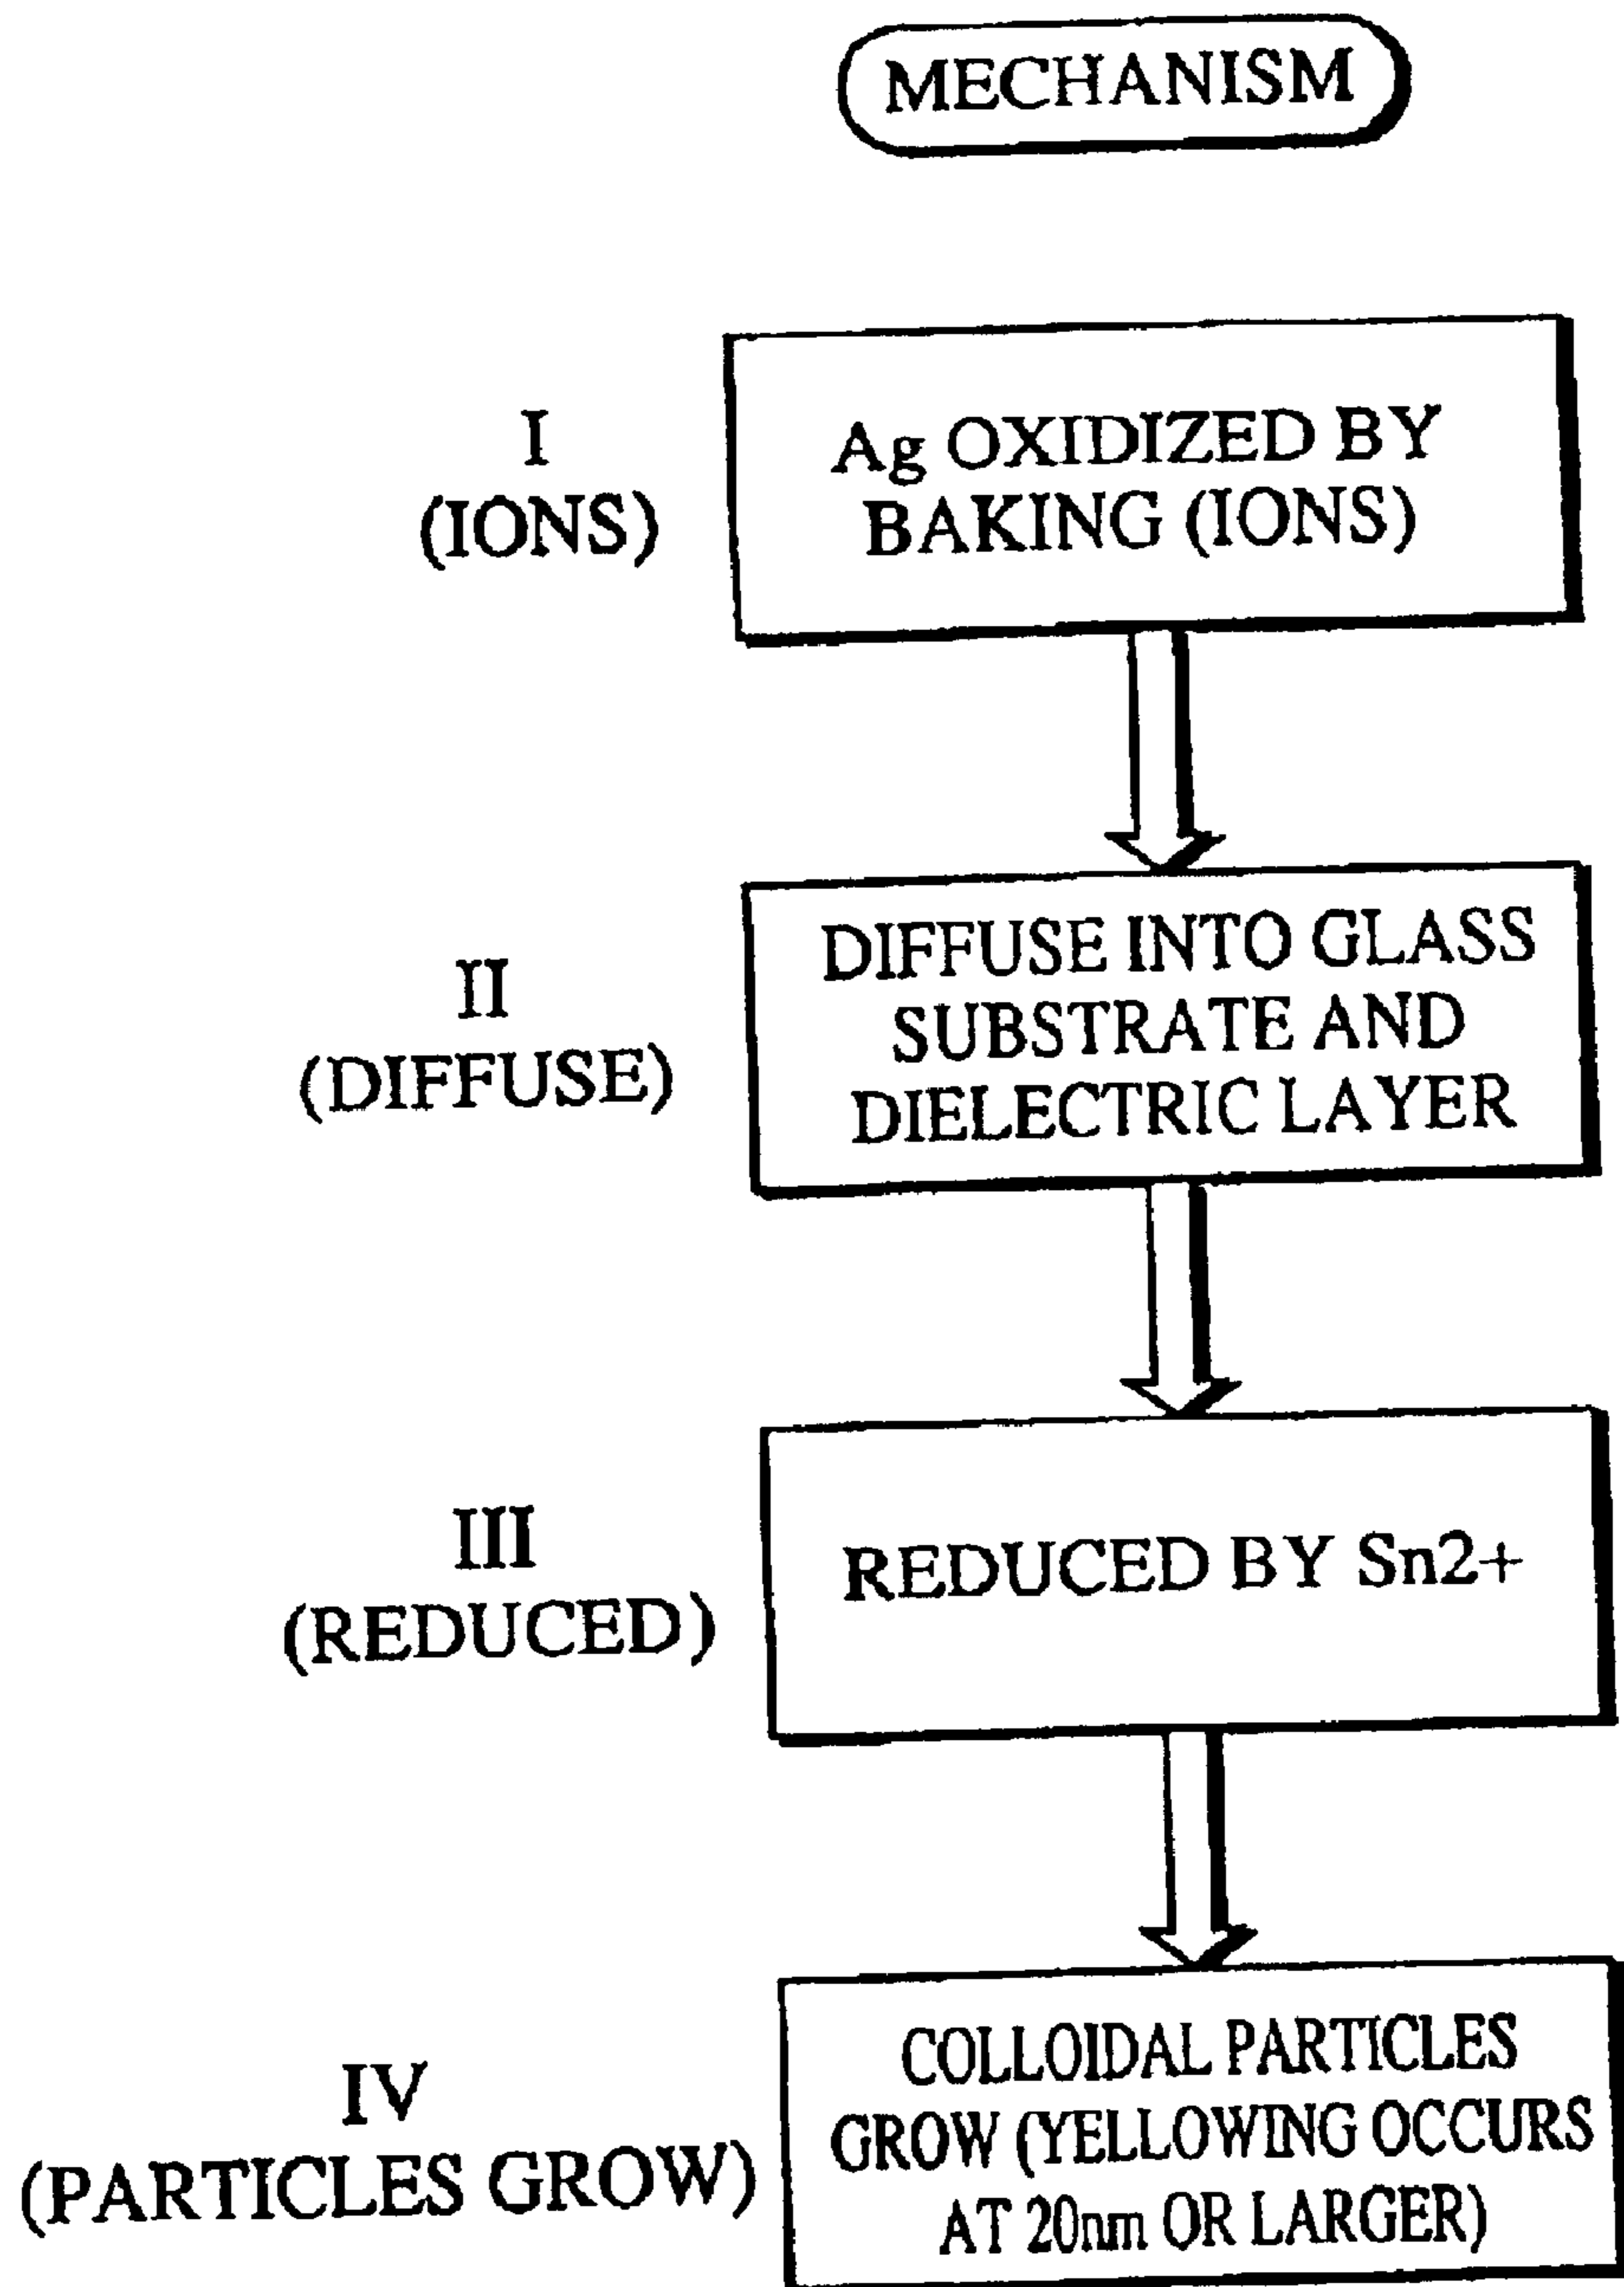 MECHANISM
I
(IONS)
Ag OXIDIZED BY
BAKING (IONS)
II
(DIFFUSE)
DIFFUSE INTO GLASS
SUBSTRATE AND
DIELECTRIC LAYER
III
(REDUCED)
REDUCED BY Sn2+
IV
(PARTICLES GROW)
COLLOIDAL PARTICLES
GROW (YELLOWING OCCURS
AT 20nm OR LARGER)